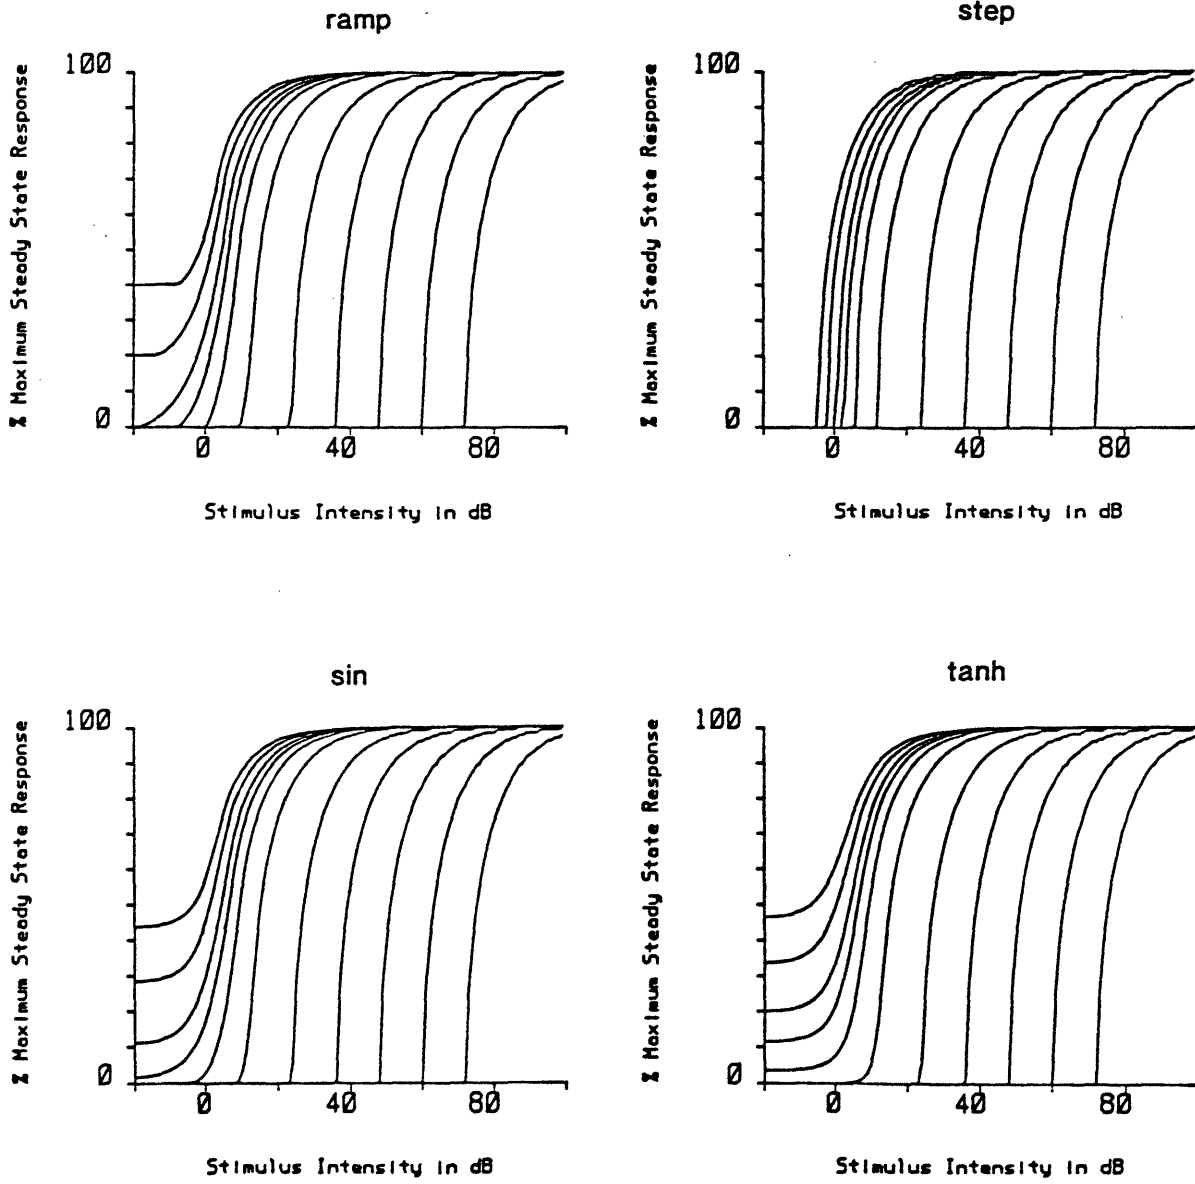 ramp
100
% Maximum Steady State Response
0
0 40 80
Stimulus Intensity in dB
step
100
% Maximum Steady State Response
0
0 40 80
Stimulus Intensity in dB
sin
100
% Maximum Steady State Response
0
0 40 80
Stimulus Intensity in dB
tanh
100
% Maximum Steady State Response
0
0 40 80
Stimulus Intensity in dB